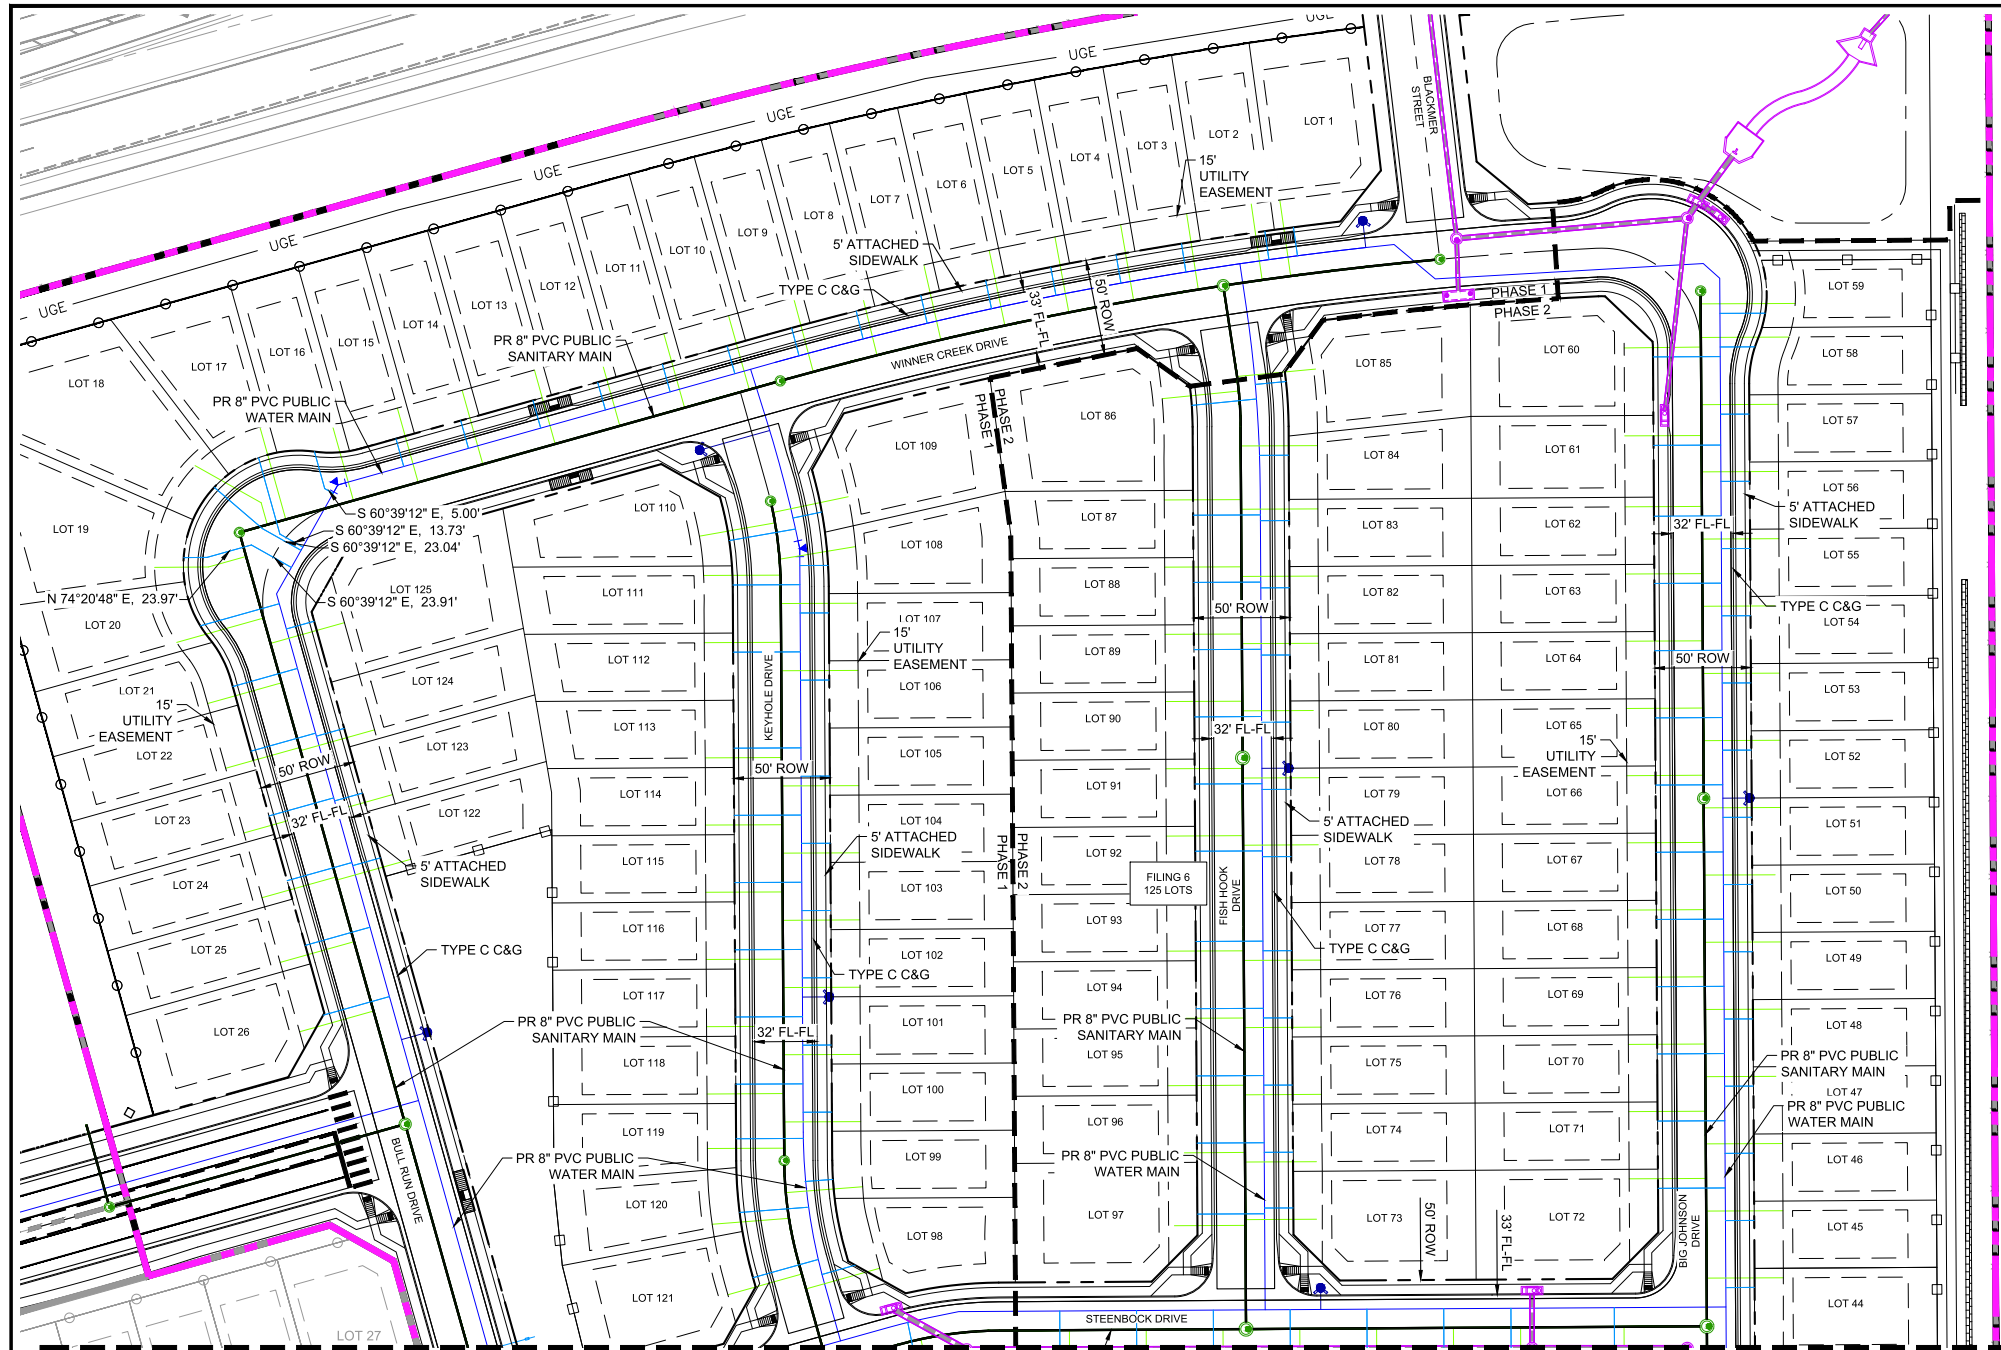 UGE
UGE
UGE
UGE
UGE
UGE
BLACKMER
STREET
LOT 1
LOT 2
LOT 3
LOT 4
LOT 5
LOT 6
LOT 7
LOT 8
LOT 9
LOT 10
LOT 11
LOT 12
LOT 13
LOT 14
LOT 15
LOT 16
LOT 17
LOT 18
LOT 19
LOT 20
LOT 21
LOT 22
LOT 23
LOT 24
LOT 25
LOT 26
LOT 27
15'
UTILITY
EASEMENT
5' ATTACHED
SIDEWALK
TYPE C C&G
33' FL-FL
50' ROW
PR 8" PVC PUBLIC
SANITARY MAIN
PR 8" PVC PUBLIC
WATER MAIN
WINNER CREEK DRIVE
PHASE 1
PHASE 2
PHASE 2
PHASE 1
S 60°39'12" E, 5.00'
S 60°39'12" E, 13.73'
S 60°39'12" E, 23.04'
S 60°39'12" E, 23.91'
N 74°20'48" E, 23.97'
15'
UTILITY
EASEMENT
50' ROW
32' FL-FL
5' ATTACHED
SIDEWALK
TYPE C C&G
PR 8" PVC PUBLIC
SANITARY MAIN
PR 8" PVC PUBLIC
WATER MAIN
BULL RUN DRIVE
LOT 125
LOT 124
LOT 123
LOT 122
LOT 110
LOT 111
LOT 112
LOT 113
LOT 114
LOT 115
LOT 116
LOT 117
LOT 118
LOT 119
LOT 120
LOT 121
KEYHOLE DRIVE
50' ROW
32' FL-FL
LOT 109
LOT 108
LOT 107
15'
UTILITY
EASEMENT
LOT 106
LOT 105
LOT 104
5' ATTACHED
SIDEWALK
LOT 103
LOT 102
TYPE C C&G
LOT 101
LOT 100
LOT 99
LOT 98
PHASE 2
PHASE 1
LOT 86
LOT 87
LOT 88
LOT 89
LOT 90
LOT 91
LOT 92
LOT 93
LOT 94
LOT 95
LOT 96
LOT 97
FILING 6
125 LOTS
PR 8" PVC PUBLIC
SANITARY MAIN
PR 8" PVC PUBLIC
WATER MAIN
FISH HOOK
DRIVE
50' ROW
32' FL-FL
5' ATTACHED
SIDEWALK
TYPE C C&G
LOT 85
LOT 84
LOT 83
LOT 82
LOT 81
LOT 80
LOT 79
LOT 78
LOT 77
LOT 76
LOT 75
LOT 74
LOT 73
LOT 60
LOT 61
LOT 62
LOT 63
LOT 64
LOT 65
15'
UTILITY
EASEMENT
LOT 66
LOT 67
LOT 68
LOT 69
LOT 70
LOT 71
LOT 72
50' ROW
33' FL-FL
STEENBOCK DRIVE
BIG JOHNSON
DRIVE
32' FL-FL
50' ROW
LOT 59
LOT 58
LOT 57
LOT 56
5' ATTACHED
SIDEWALK
LOT 55
TYPE C C&G
LOT 54
LOT 53
LOT 52
LOT 51
LOT 50
LOT 49
LOT 48
PR 8" PVC PUBLIC
SANITARY MAIN
LOT 47
PR 8" PVC PUBLIC
WATER MAIN
LOT 46
LOT 45
LOT 44